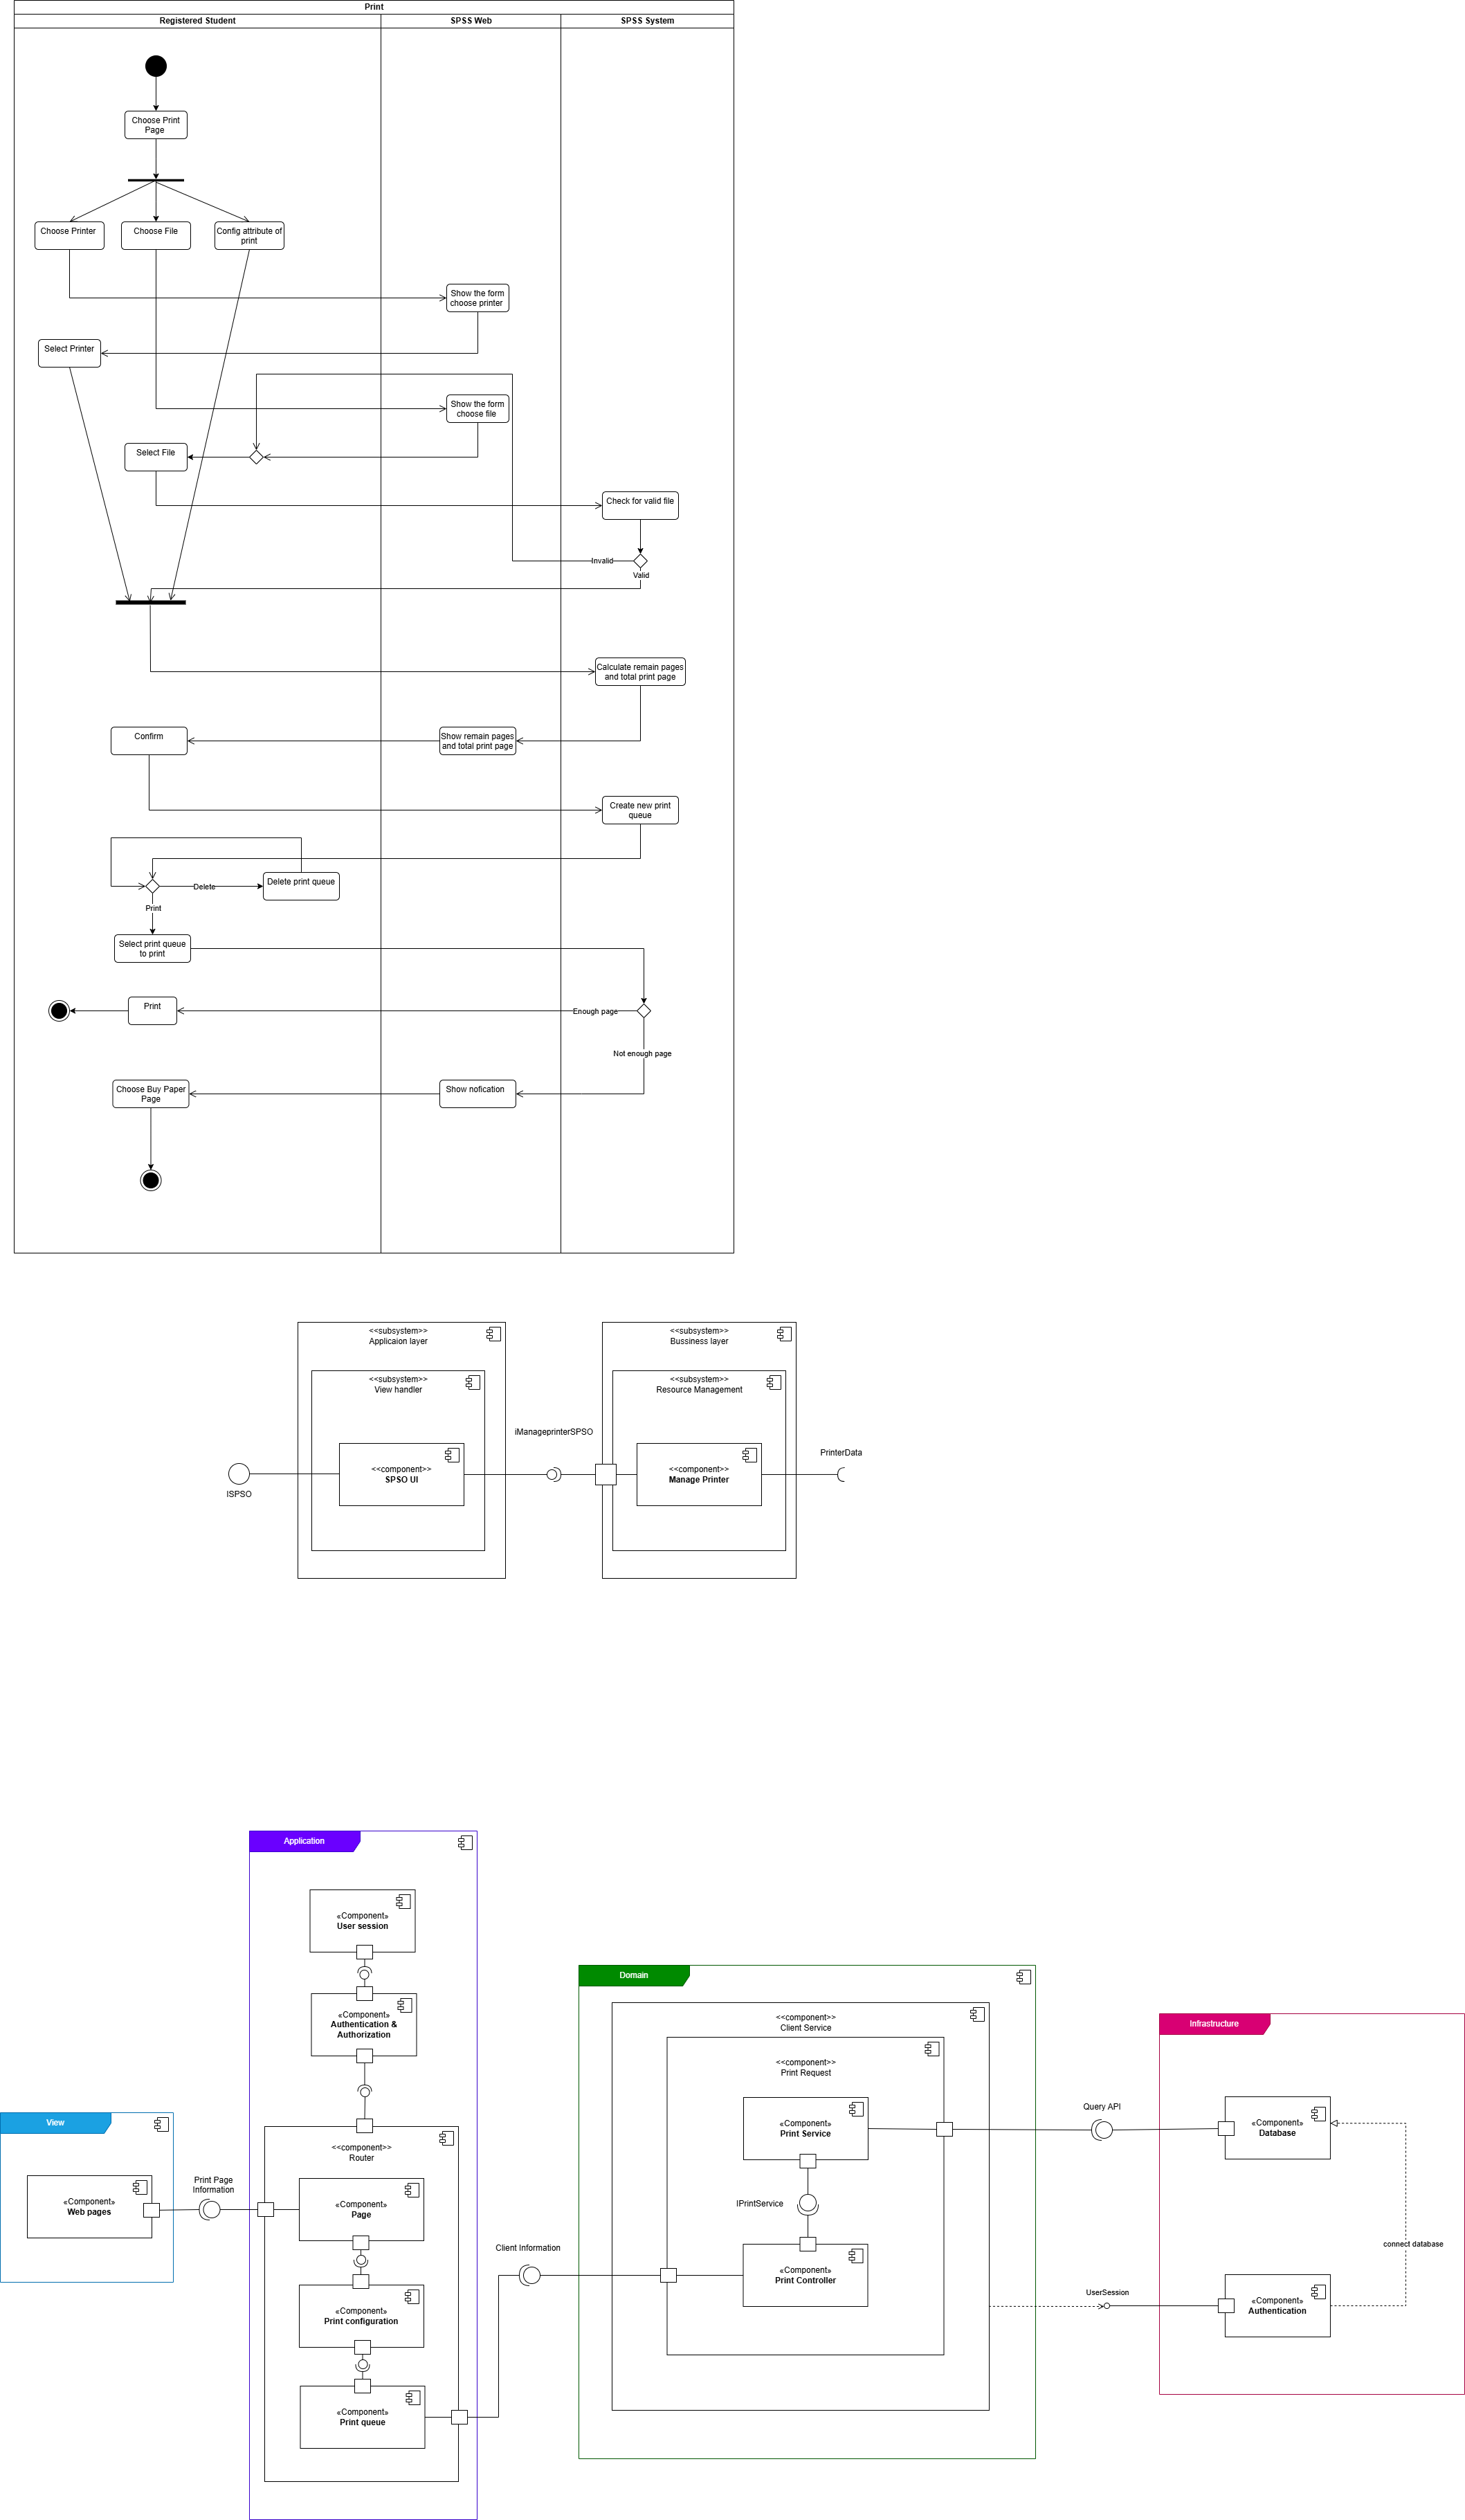 Print
Registered Student
SPSS Web
SPSS System
Choose Print
Page
Choose Printer
Choose File
Config attribute of
print
Show the form
choose printer
Select Printer
Show the form
choose file
Select File
Check for valid file
Invalid
Valid
Calculate remain pages
and total print page
Confirm
Show remain pages
and total print page
Create new print
queue
Delete print queue
Delete
Print
Select print queue
to print
Print
Enough page
Not enough page
Choose Buy Paper
Page
Show nofication
<<subsystem>>
Applicaion layer
<<subsystem>>
Bussiness layer
<<subsystem>>
View handler
<<subsystem>>
Resource Management
iManageprinterSPSO
PrinterData
<<component>>
SPSO UI
<<component>>
Manage Printer
ISPSO
Application
«Component»
User session
«Component»
Authentication &
Authorization
Domain
<<component>>
Client Service
Infrastructure
<<component>>
Print Request
View
Query API
«Component»
Print Service
«Component»
Database
<<component>>
Router
Print Page
Information
«Component»
Web pages
«Component»
Page
IPrintService
Client Information
connect database
«Component»
Print Controller
UserSession
«Component»
Authentication
«Component»
Print configuration
«Component»
Print queue